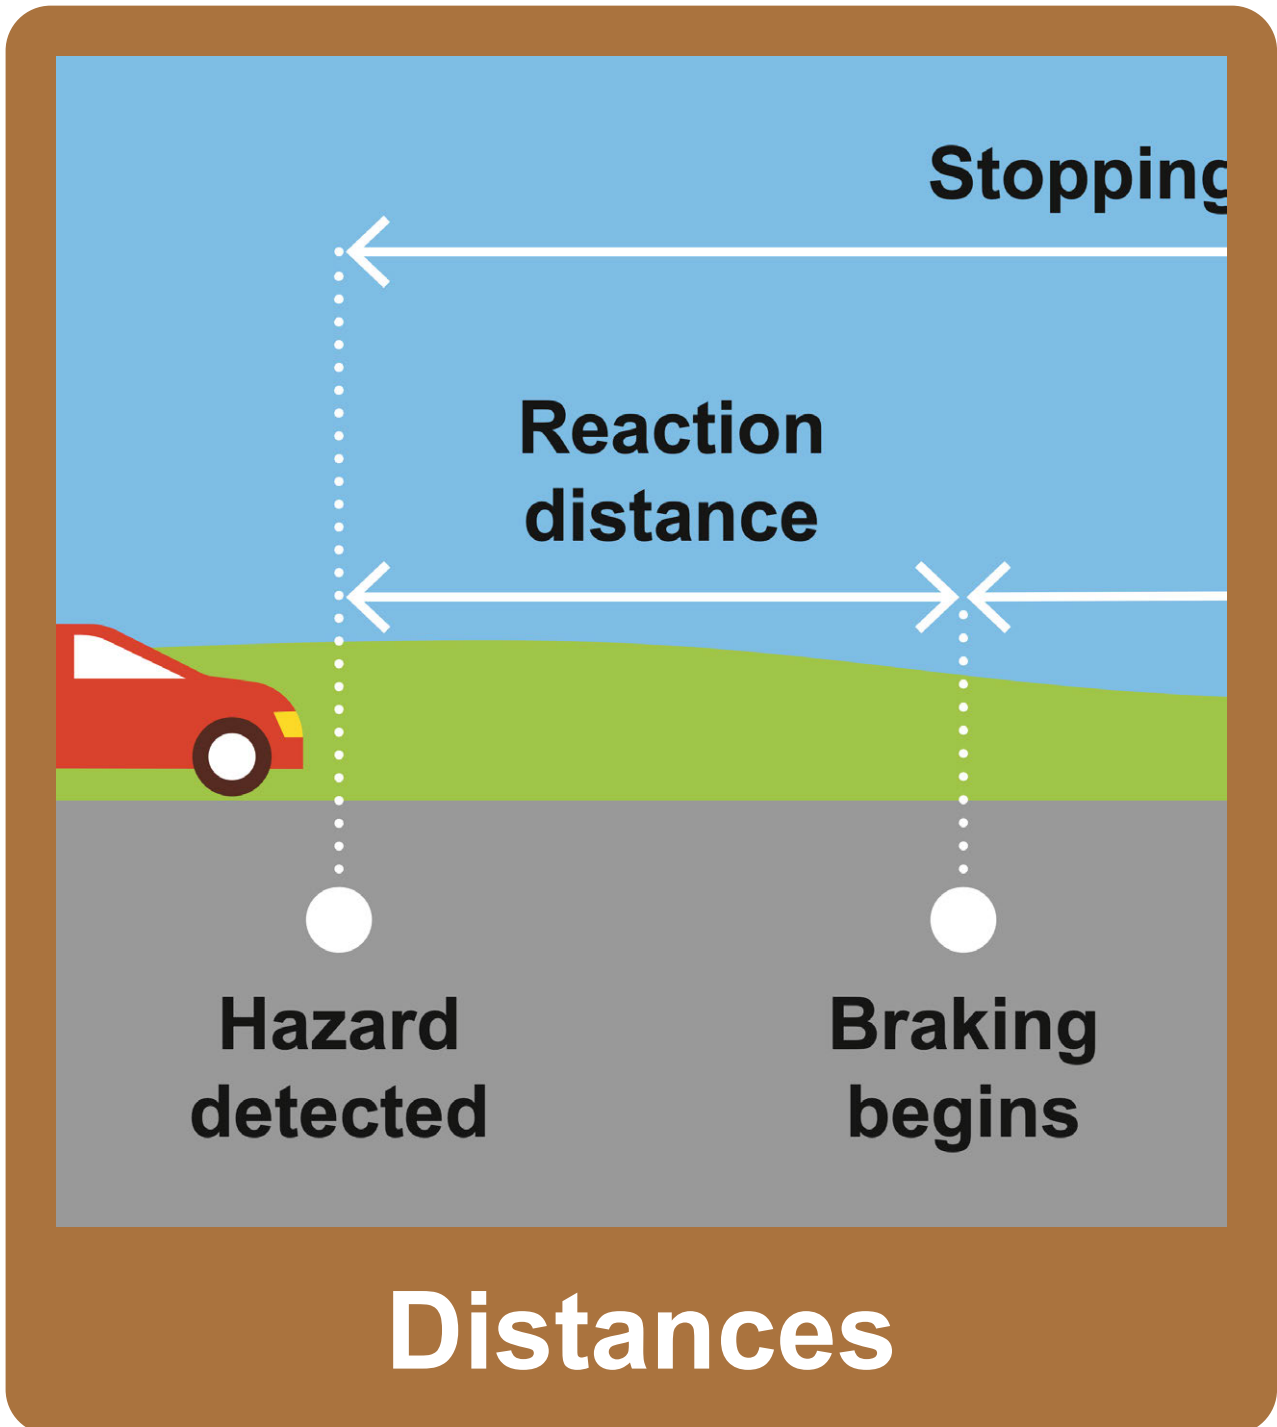 Stopping
Reaction
distance
Hazard
detected
Braking
begins
Distances